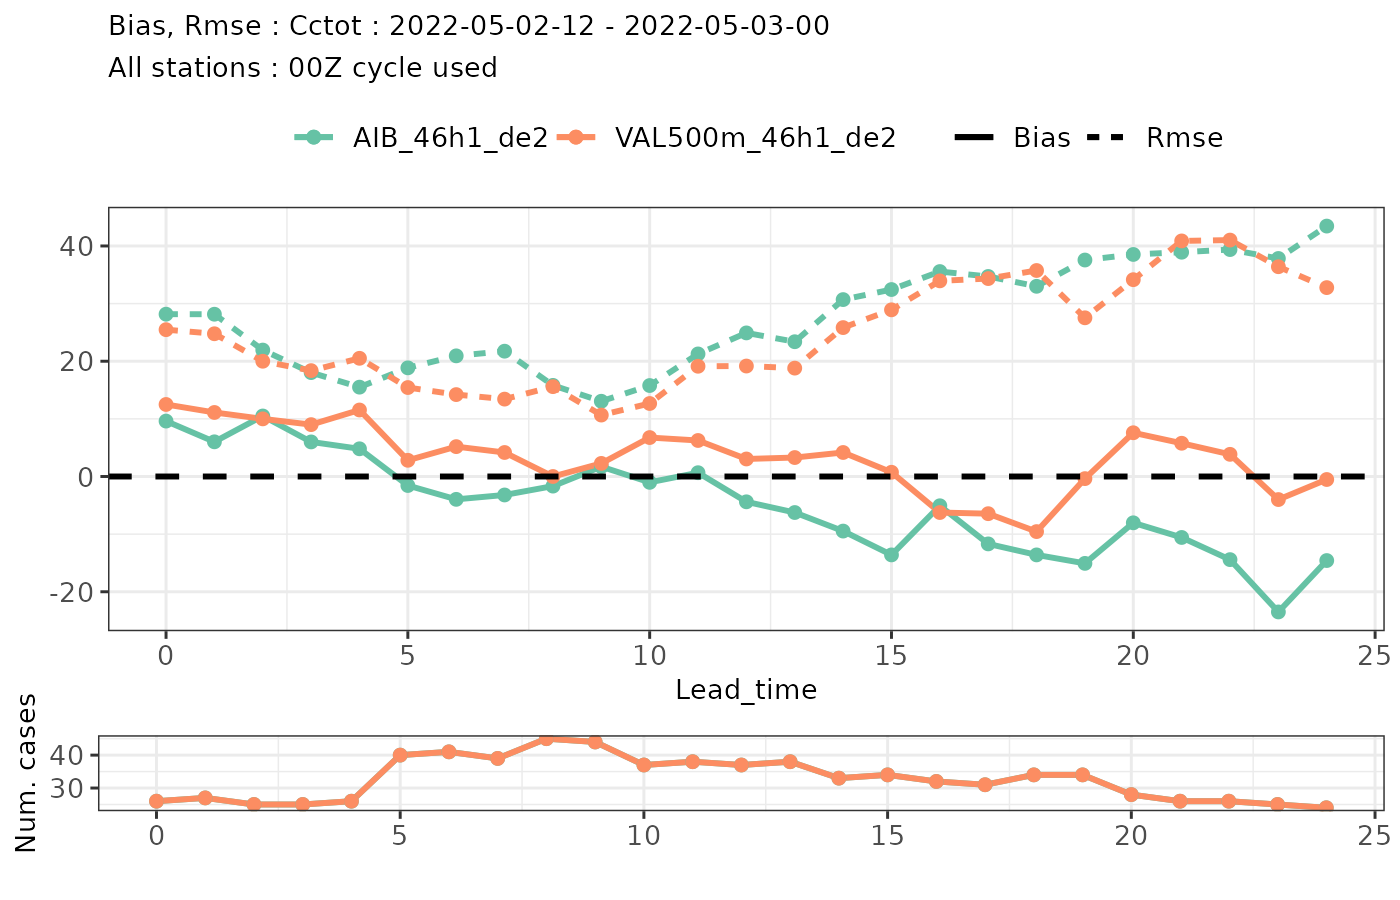 Bias, Rmse : Cctot : 2022-05-02-12 - 2022-05-03-00
All stations : 00Z cycle used
AIB_46h1_de2 VAL500m_46h1_de2 Bias Rmse
40
20
0
-20
0 5 10 15 20 25
Lead_time
Num. cases
40
30
0 5 10 15 20 25